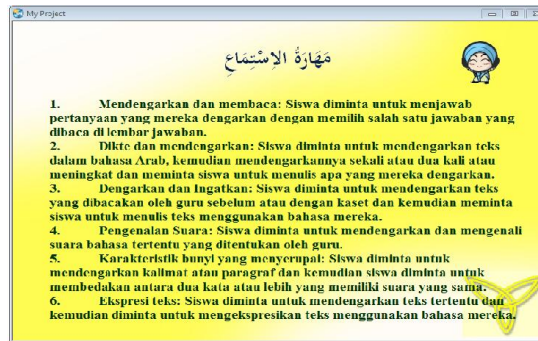 My Project
مَهَارَةُ الاِسْتِمَاعِ
1. Mendengarkan dan membaca: Siswa diminta untuk menjawab
pertanyaan yang mereka dengarkan dengan memilih salah satu jawaban yang
dibaca di lembar jawaban.
2. Dikte dan mendengarkan: Siswa diminta untuk mendengarkan teks
dalam bahasa Arab, kemudian mendengarkannya sekali atau dua kali atau
meningkat dan meminta siswa untuk menulis apa yang mereka dengarkan.
3. Dengarkan dan Ingatkan: Siswa diminta untuk mendengarkan teks
yang dibacakan oleh guru sebelum atau dengan kaset dan kemudian meminta
siswa untuk menulis teks menggunakan bahasa mereka.
4. Pengenalan Suara: Siswa diminta untuk mendengarkan dan mengenali
suara bahasa tertentu yang ditentukan oleh guru.
5. Karakteristik bunyi yang menyerupai: Siswa diminta untuk
mendengarkan kalimat atau paragraf dan kemudian siswa diminta untuk
membedakan antara dua kata atau lebih yang memiliki suara yang sama.
6. Ekspresi teks: Siswa diminta untuk mendengarkan teks tertentu dan
kemudian diminta untuk mengekspresikan teks menggunakan bahasa mereka.